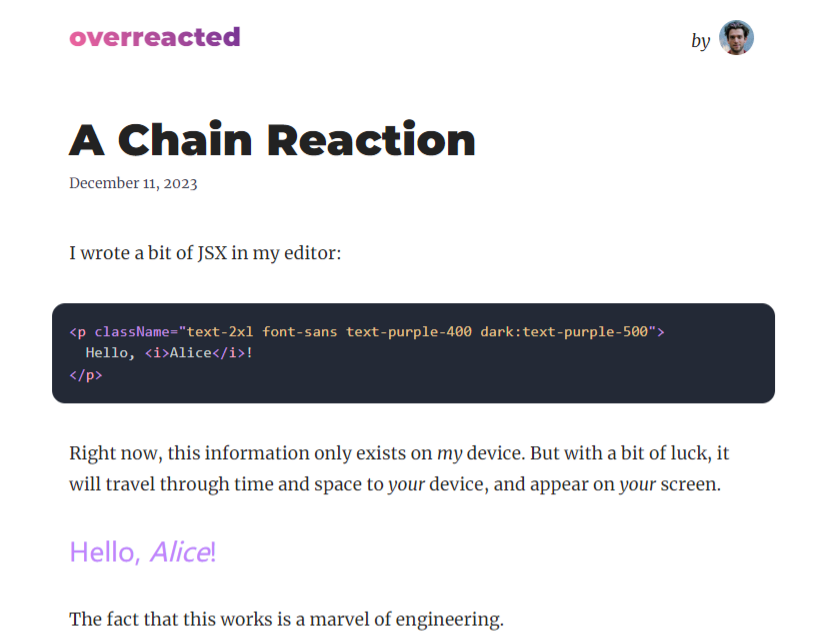 overreacted
by
A Chain Reaction
December 11, 2023
I wrote a bit of JSX in my editor:
<p className="text-2xl font-sans text-purple-400 dark:text-purple-500">
  Hello, <i>Alice</i>!
</p>
Right now, this information only exists on my device. But with a bit of luck, it
will travel through time and space to your device, and appear on your screen.
Hello, Alice!
The fact that this works is a marvel of engineering.